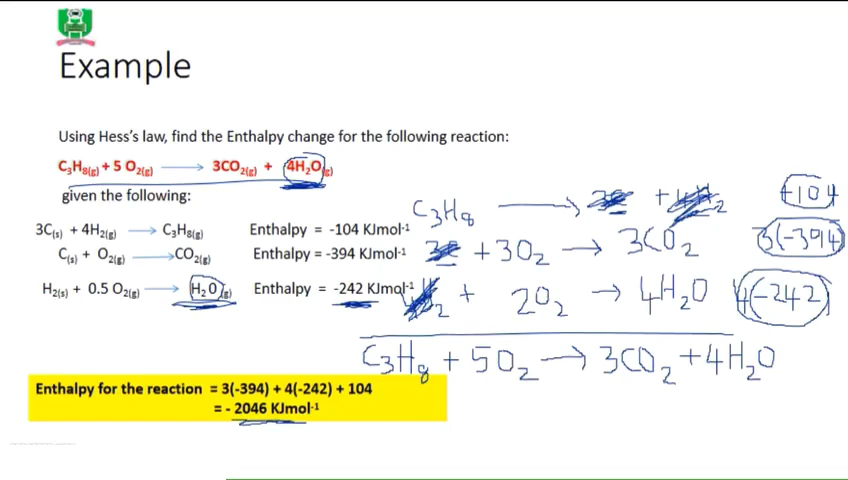 Example
Using Hess's law, find the Enthalpy change for the following reaction:
C₃H₈(g) + 5 O₂(g) ⟶ 3CO₂(g) + 4H₂O(g)
given the following:
3C(s) + 4H₂(g) ⟶ C₃H₈(g) Enthalpy = -104 KJmol-¹
C(s) + O₂(g) ⟶ CO₂(g) Enthalpy = -394 KJmol-¹
H₂(s) + 0.5 O₂(g) ⟶ H₂O(g) Enthalpy = -242 KJmol-¹
C₃H₈ ⟶ 3C + 4H₂ +104
3C + 3O₂ → 3CO₂ 3(-394)
4H₂ + 2O₂ → 4H₂O 4(-242)
C₃H₈ + 5O₂ → 3CO₂ + 4H₂O
Enthalpy for the reaction = 3(-394) + 4(-242) + 104
= - 2046 KJmol-¹